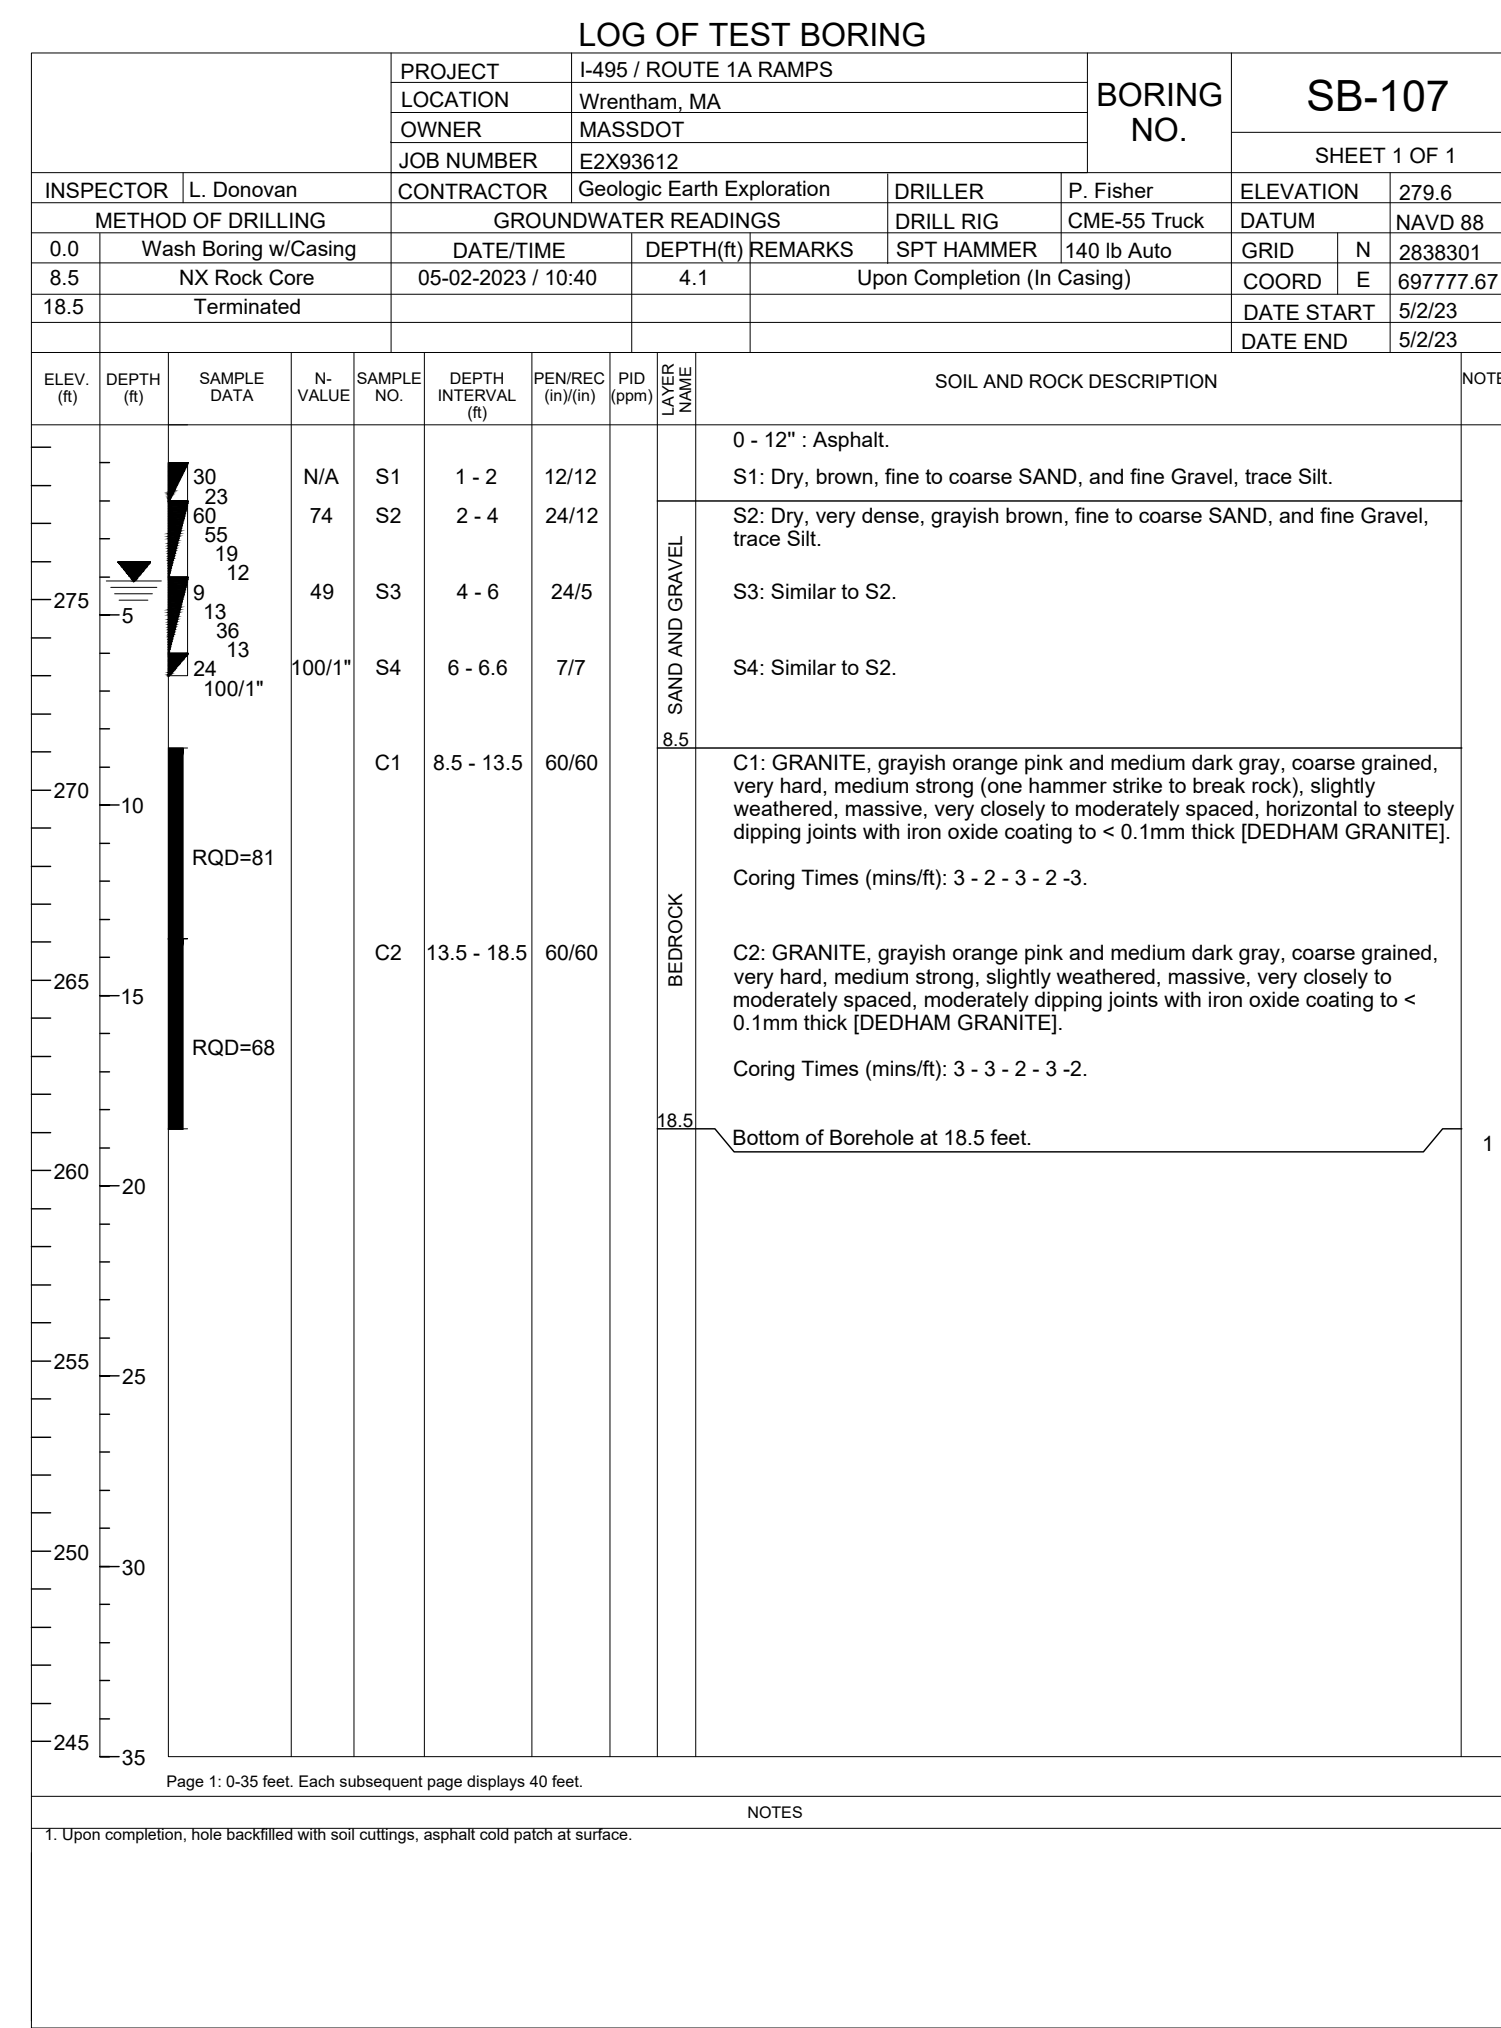 LOG OF TEST BORING
PROJECT I-495 / ROUTE 1A RAMPS
LOCATION Wrentham, MA
OWNER MASSDOT
JOB NUMBER E2X93612
BORING NO.
SB-107
SHEET 1 OF 1
INSPECTOR L. Donovan CONTRACTOR Geologic Earth Exploration DRILLER P. Fisher ELEVATION 279.6
METHOD OF DRILLING GROUNDWATER READINGS DRILL RIG CME-55 Truck DATUM NAVD 88
0.0 Wash Boring w/Casing DATE/TIME DEPTH(ft) REMARKS SPT HAMMER 140 lb Auto GRID N 2838301
8.5 NX Rock Core 05-02-2023 / 10:40 4.1 Upon Completion (In Casing) COORD E 697777.67
18.5 Terminated DATE START 5/2/23
DATE END 5/2/23
ELEV. (ft) DEPTH (ft) SAMPLE DATA N-VALUE SAMPLE NO. DEPTH INTERVAL (ft) PEN/REC (in)/(in) PID (ppm) LAYER NAME SOIL AND ROCK DESCRIPTION NOTE
0 - 12" : Asphalt.
30 N/A S1 1 - 2 12/12 S1: Dry, brown, fine to coarse SAND, and fine Gravel, trace Silt.
23
60 74 S2 2 - 4 24/12 S2: Dry, very dense, grayish brown, fine to coarse SAND, and fine Gravel,
55 trace Silt.
19
12
SAND AND GRAVEL
9 49 S3 4 - 6 24/5 S3: Similar to S2.
275
5 13
36
13
24 100/1" S4 6 - 6.6 7/7 S4: Similar to S2.
100/1"
8.5
C1 8.5 - 13.5 60/60 C1: GRANITE, grayish orange pink and medium dark gray, coarse grained,
very hard, medium strong (one hammer strike to break rock), slightly
270
10
weathered, massive, very closely to moderately spaced, horizontal to steeply
dipping joints with iron oxide coating to < 0.1mm thick [DEDHAM GRANITE].
RQD=81
Coring Times (mins/ft): 3 - 2 - 3 - 2 -3.
BEDROCK
C2 13.5 - 18.5 60/60 C2: GRANITE, grayish orange pink and medium dark gray, coarse grained,
265
very hard, medium strong, slightly weathered, massive, very closely to
15
moderately spaced, moderately dipping joints with iron oxide coating to <
0.1mm thick [DEDHAM GRANITE].
RQD=68
Coring Times (mins/ft): 3 - 3 - 2 - 3 -2.
18.5
Bottom of Borehole at 18.5 feet. 1
260
20
255
25
250
30
245
35
Page 1: 0-35 feet. Each subsequent page displays 40 feet.
NOTES
1. Upon completion, hole backfilled with soil cuttings, asphalt cold patch at surface.